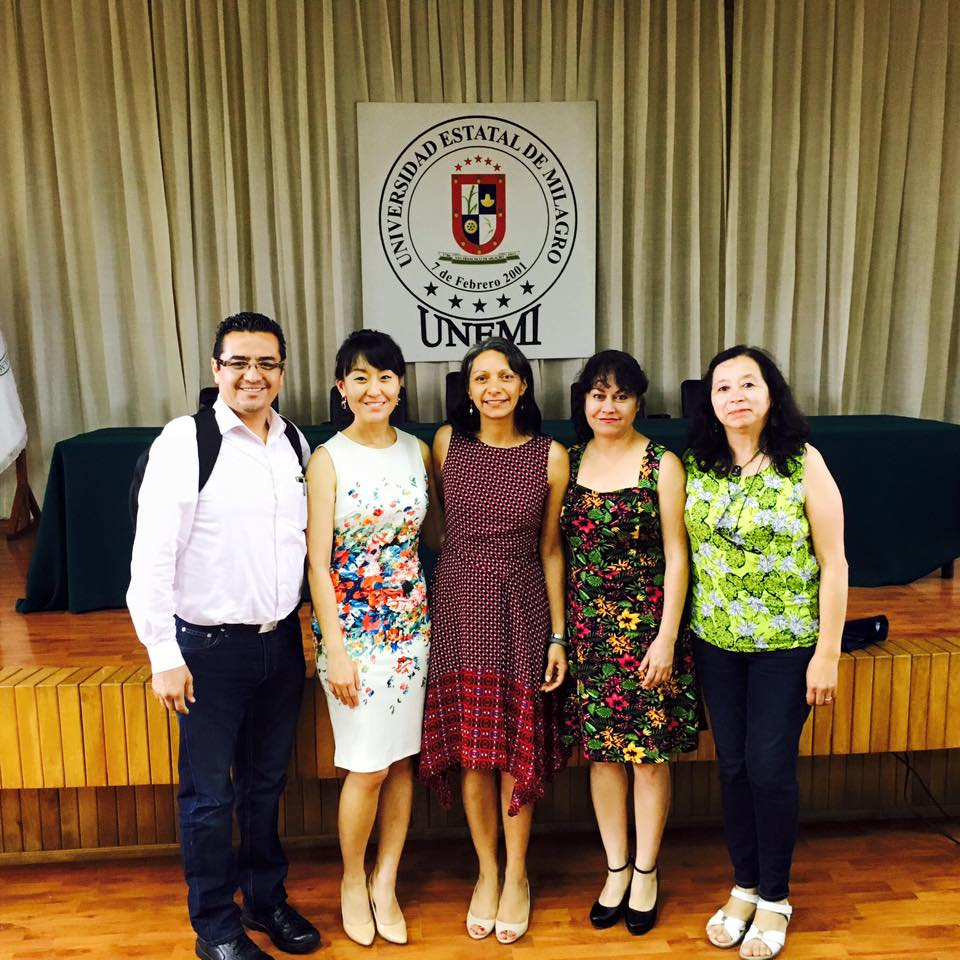 UNIVERSIDAD ESTATAL DE MILAGRO
7 de Febrero 2001
UNEMI